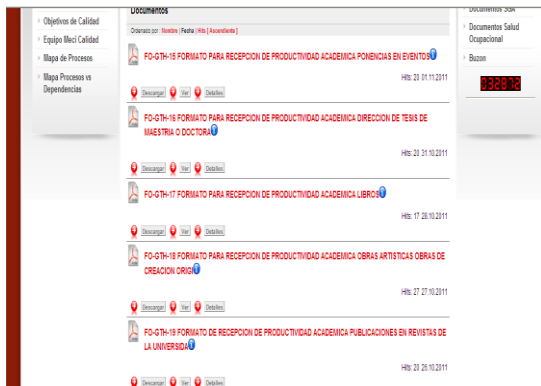 Objetivos de Calidad
Equipo Meci Calidad
Mapa de Procesos
Mapa Procesos vs
Dependencias
Documentos
Ordenado por : Nombre | Fecha | Hits [ Ascendiente ]
FO-GTH-15 FORMATO PARA RECEPCION DE PRODUCTIVIDAD ACADEMICA PONENCIAS EN EVENTOS
Hits: 20 01.11.2011
Descargar Ver Detalles
FO-GTH-16 FORMATO PARA RECEPCION DE PRODUCTIVIDAD ACADEMICA DIRECCION DE TESIS DE
MAESTRIA O DOCTORA
Hits: 20 31.10.2011
Descargar Ver Detalles
FO-GTH-17 FORMATO PARA RECEPCION DE PRODUCTIVIDAD ACADEMICA LIBROS
Hits: 17 28.10.2011
Descargar Ver Detalles
FO-GTH-18 FORMATO PARA RECEPCION DE PRODUCTIVIDAD ACADEMICA OBRAS ARTISTICAS OBRAS DE
CREACION ORIGI
Hits: 27 27.10.2011
Descargar Ver Detalles
FO-GTH-19 FORMATO DE RECEPCION DE PRODUCTIVIDAD ACADEMICA PUBLICACIONES EN REVISTAS DE
LA UNIVERSIDA
Hits: 20 26.10.2011
Descargar Ver Detalles
Documentos SGA
Documentos Salud
Ocupacional
Buzon
032872